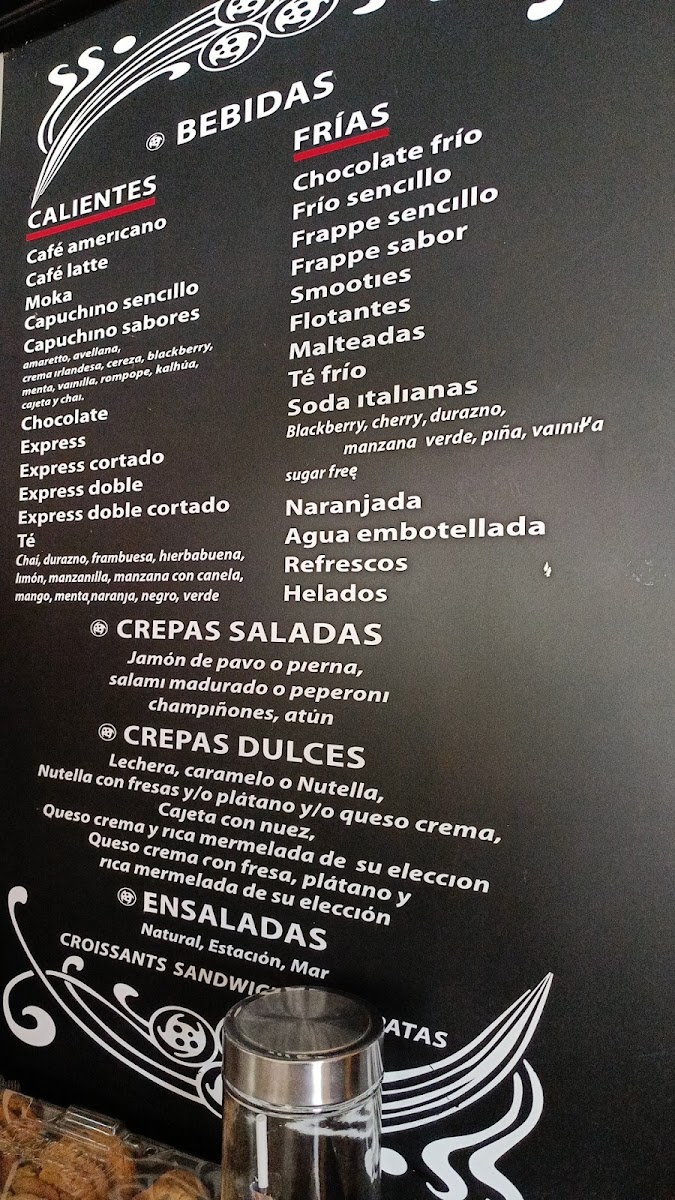 BEBIDAS
CALIENTES
Café americano
Café latte
Moka
Capuchino sencillo
Capuchino sabores
amaretto, avellana,
crema irlandesa, cereza, blackberry,
menta, vainilla, rompope, kalhúa,
cajeta y chai.
Chocolate
Express
Express cortado
Express doble
Express doble cortado
Té
Chai, durazno, frambuesa, hierbabuena,
limón, manzanilla, manzana con canela,
mango, menta, naranja, negro, verde
FRÍAS
Chocolate frío
Frío sencillo
Frappe sencillo
Frappe sabor
Smooties
Flotantes
Malteadas
Té frío
Soda italianas
Blackberry, cherry, durazno,
manzana verde, piña, vainilla
sugar free
Naranjada
Agua embotellada
Refrescos
Helados
CREPAS SALADAS
Jamón de pavo o pierna,
salami madurado o peperoni
champiñones, atún
CREPAS DULCES
Lechera, caramelo o Nutella,
Nutella con fresas y/o plátano y/o queso crema,
Cajeta con nuez,
Queso crema y rica mermelada de su eleccion
Queso crema con fresa, plátano y
rica mermelada de su elección
ENSALADAS
Natural, Estación, Mar
CROISSANTS